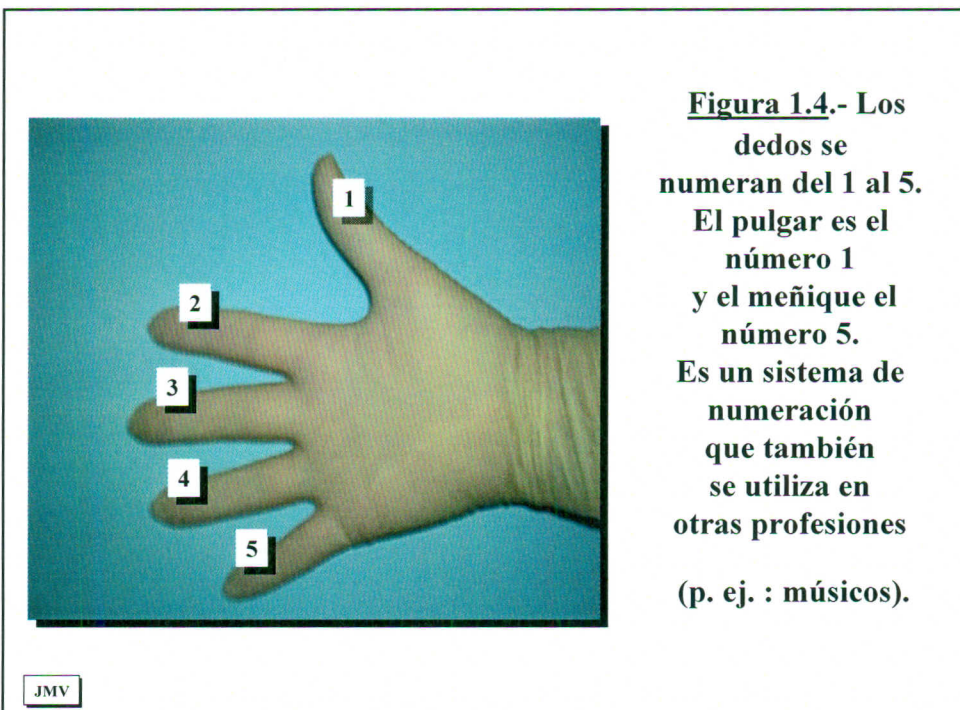 Figura 1.4.- Los
dedos se
numeran del 1 al 5.
El pulgar es el
número 1
y el meñique el
número 5.
Es un sistema de
numeración
que también
se utiliza en
otras profesiones
(p. ej. : músicos).
1
2
3
4
5
JMV